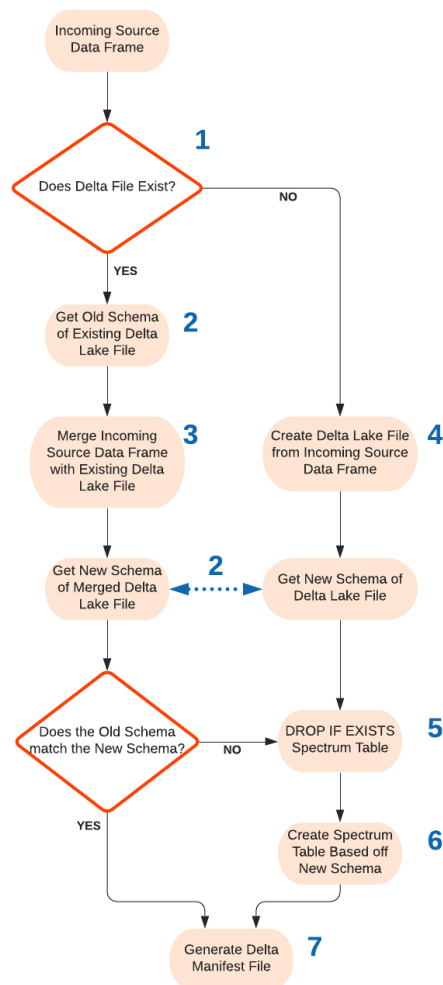 Incoming Source
Data Frame
1
Does Delta File Exist?
NO
YES
Get Old Schema
of Existing Delta
Lake File
2
Merge Incoming
Source Data Frame
with Existing Delta
Lake File
3
Create Delta Lake File
from Incoming Source
Data Frame
4
Get New Schema
of Merged Delta
Lake File
2
Get New Schema of
Delta Lake File
Does the Old Schema
match the New Schema?
NO
DROP IF EXISTS
Spectrum Table
5
YES
Create Spectrum
Table Based off
New Schema
6
Generate Delta
Manifest File
7